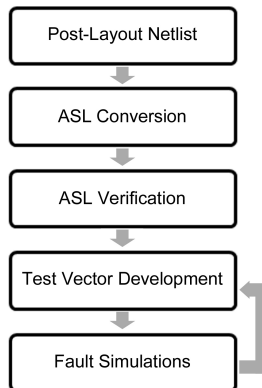 Post-Layout Netlist
ASL Conversion
ASL Verification
Test Vector Development
Fault Simulations